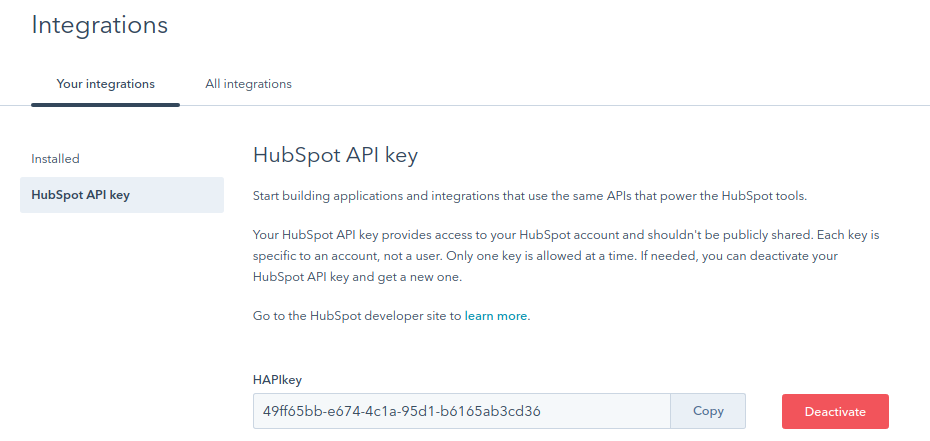 Integrations
Your integrations
All integrations
Installed
HubSpot API key
HubSpot API key
Start building applications and integrations that use the same APIs that power the HubSpot tools.
Your HubSpot API key provides access to your HubSpot account and shouldn't be publicly shared. Each key is
specific to an account, not a user. Only one key is allowed at a time. If needed, you can deactivate your
HubSpot API key and get a new one.
Go to the HubSpot developer site to learn more.
HAPIkey
49ff65bb-e674-4c1a-95d1-b6165ab3cd36
Copy
Deactivate